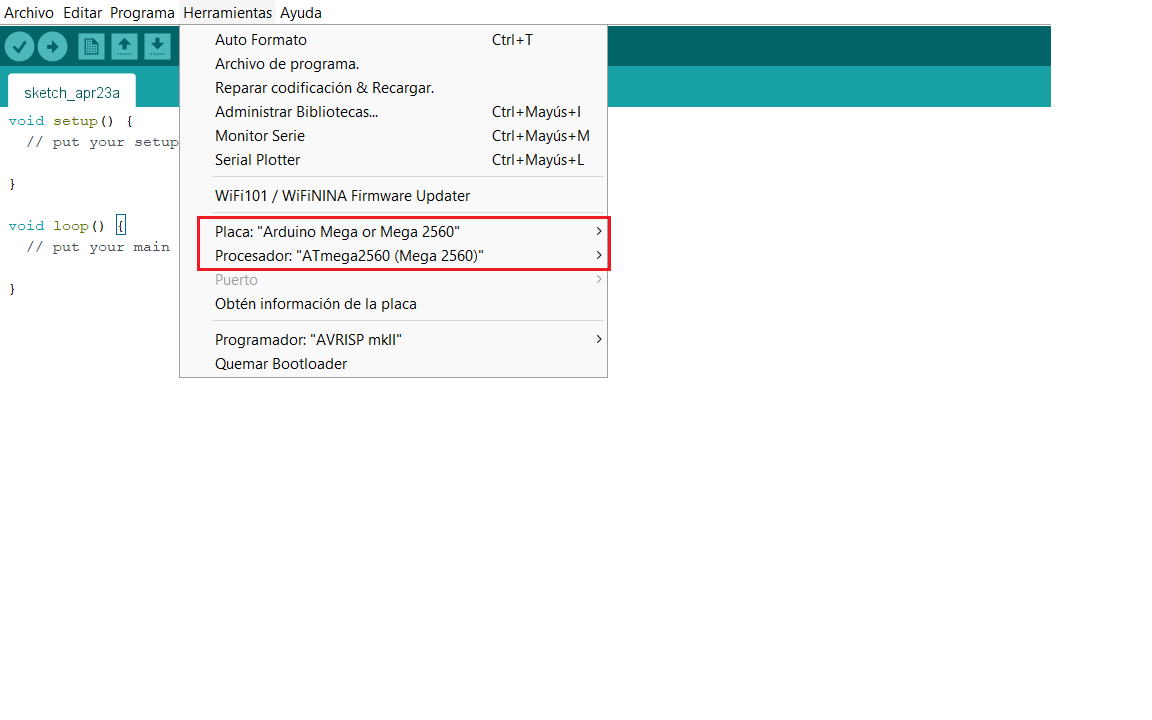 Archivo Editar Programa Herramientas Ayuda
sketch_apr23a
void setup() {
// put your setup
}
void loop() {
// put your main
}
Auto Formato Ctrl+T
Archivo de programa.
Reparar codificación & Recargar.
Administrar Bibliotecas... Ctrl+Mayús+I
Monitor Serie Ctrl+Mayús+M
Serial Plotter Ctrl+Mayús+L
WiFi101 / WiFiNINA Firmware Updater
Placa: "Arduino Mega or Mega 2560"
Procesador: "ATmega2560 (Mega 2560)"
Puerto
Obtén información de la placa
Programador: "AVRISP mkII"
Quemar Bootloader